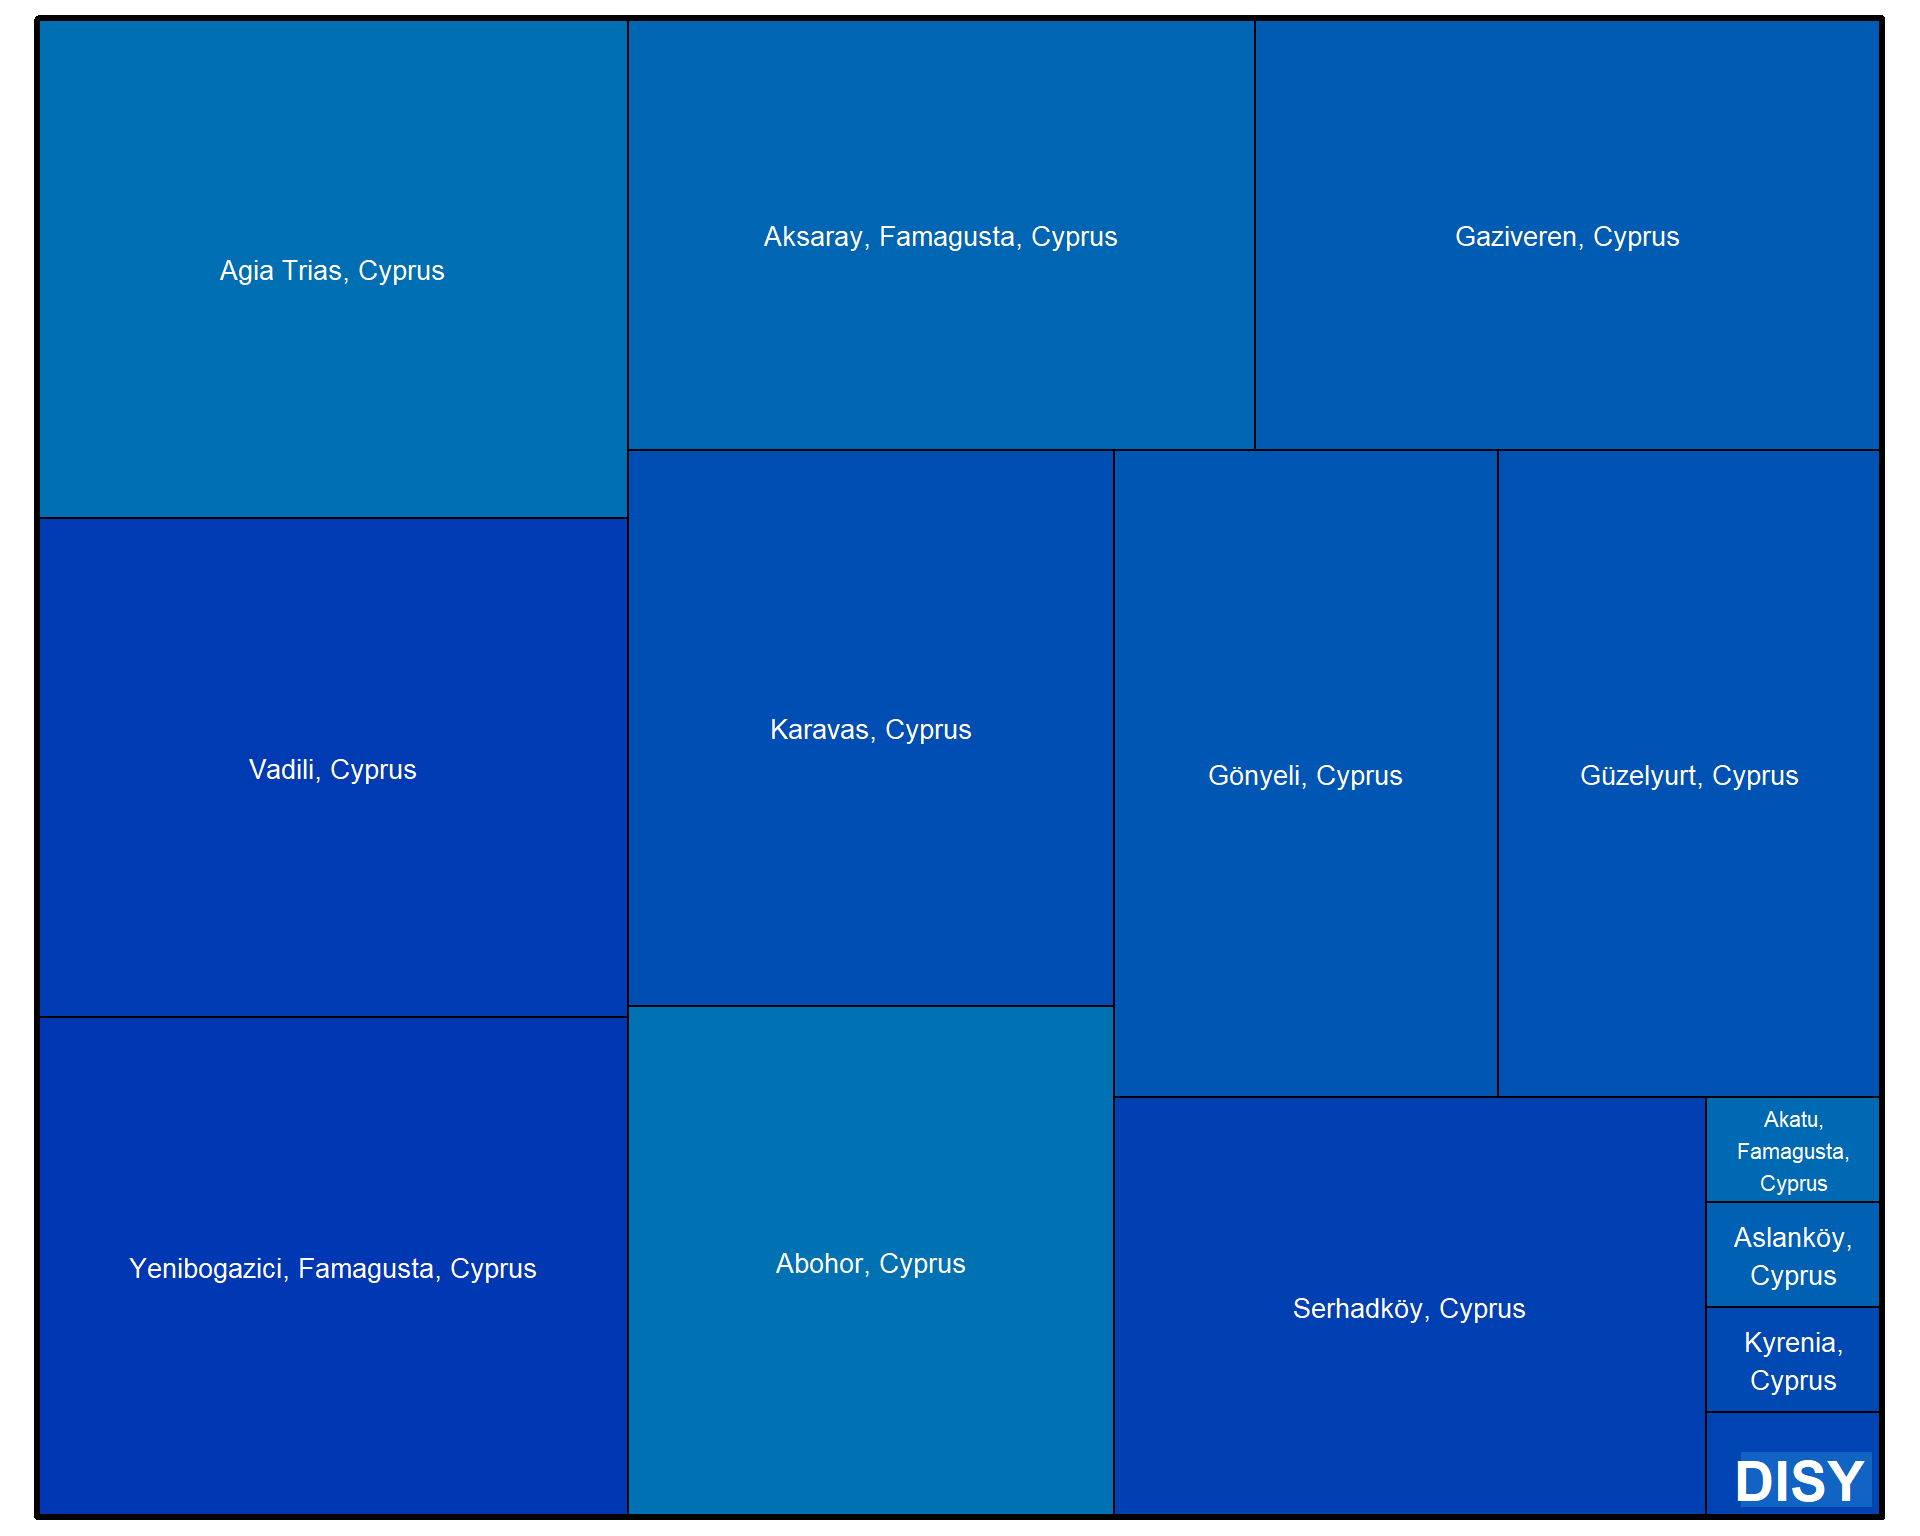 Agia Trias, Cyprus
Aksaray, Famagusta, Cyprus
Gaziveren, Cyprus
Vadili, Cyprus
Karavas, Cyprus
Gönyeli, Cyprus
Güzelyurt, Cyprus
Yenibogazici, Famagusta, Cyprus
Abohor, Cyprus
Serhadköy, Cyprus
Akatu,
Famagusta,
Cyprus
Aslanköy,
Cyprus
Kyrenia,
Cyprus
DISY